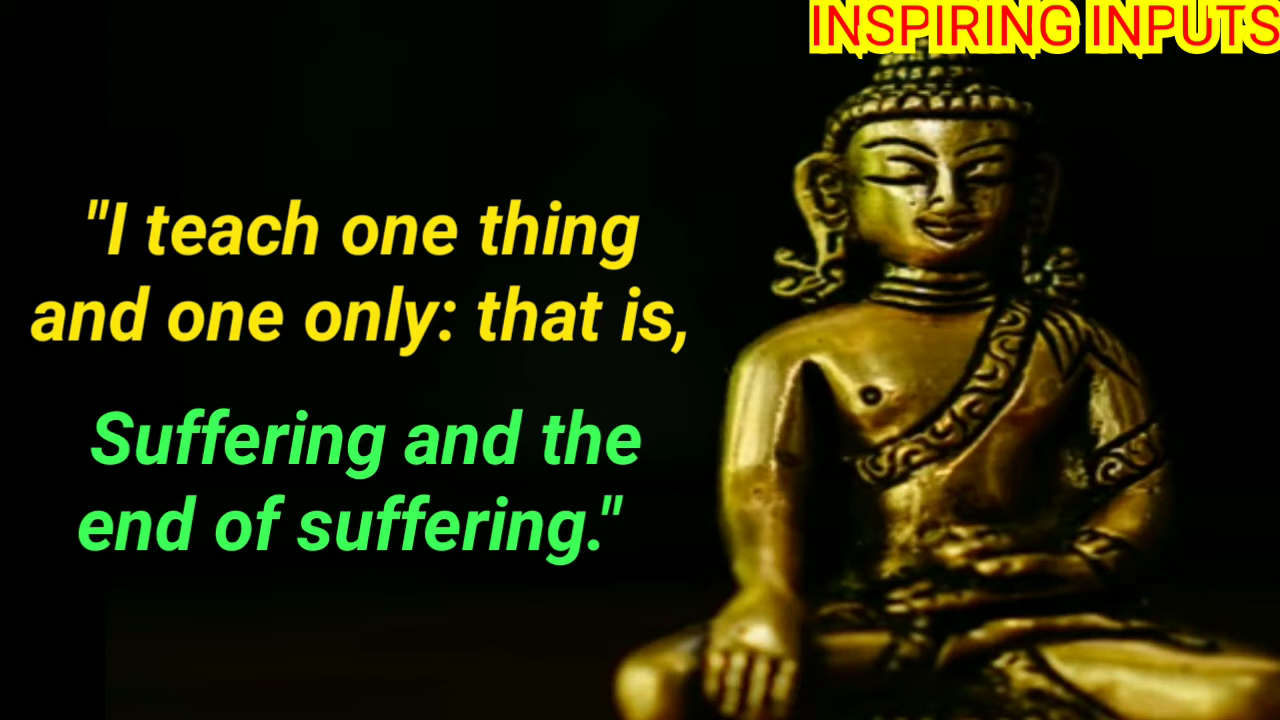 INSPIRING INPUTS
"I teach one thing
and one only: that is,
Suffering and the
end of suffering."